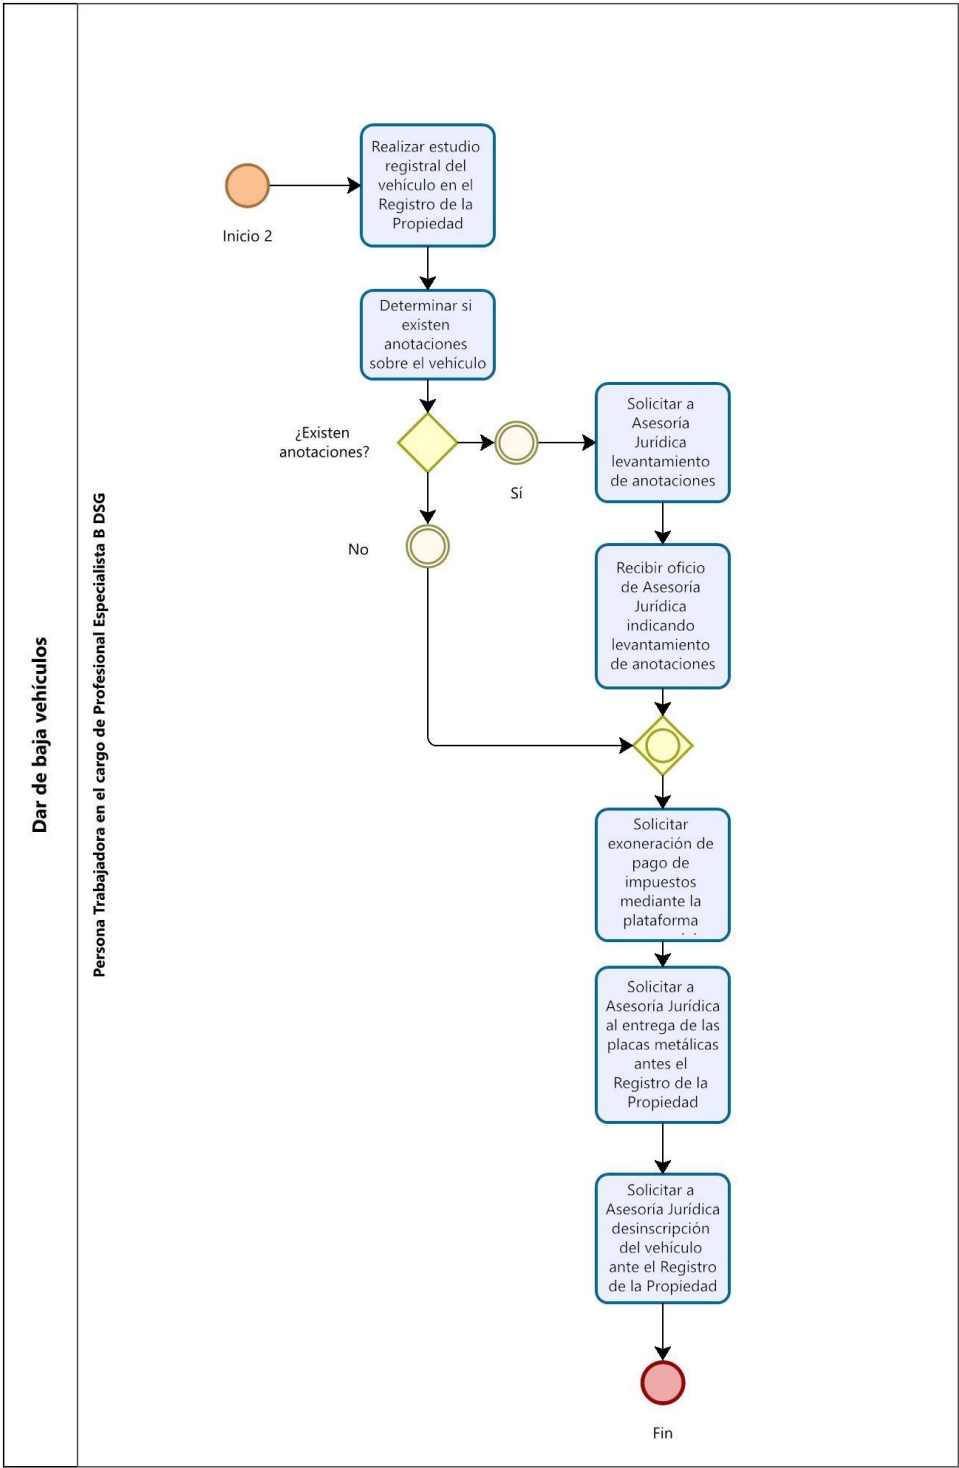 Dar de baja vehículos
Persona Trabajadora en el cargo de Profesional Especialista B DSG
Inicio 2
Realizar estudio
registral del
vehículo en el
Registro de la
Propiedad
Determinar si
existen
anotaciones
sobre el vehículo
¿Existen
anotaciones?
Sí
No
Solicitar a
Asesoría
Jurídica
levantamiento
de anotaciones
Recibir oficio
de Asesoría
Jurídica
indicando
levantamiento
de anotaciones
Solicitar
exoneración de
pago de
impuestos
mediante la
plataforma
Solicitar a
Asesoría Jurídica
al entrega de las
placas metálicas
antes el
Registro de la
Propiedad
Solicitar a
Asesoría Jurídica
desinscripción
del vehículo
ante el Registro
de la Propiedad
Fin